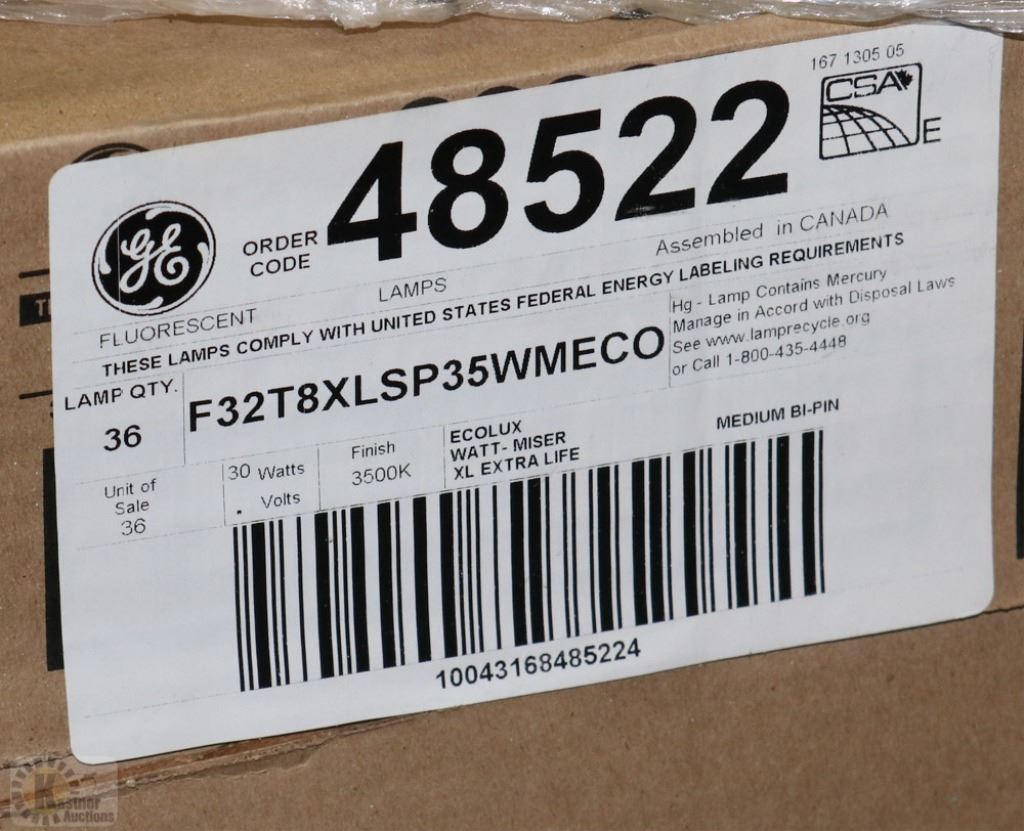 167 1305 05
CSA
E
GE
ORDER
CODE
48522
FLUORESCENT LAMPS Assembled in CANADA
THESE LAMPS COMPLY WITH UNITED STATES FEDERAL ENERGY LABELING REQUIREMENTS
LAMP QTY.
36
F32T8XLSP35WMECO
Hg - Lamp Contains Mercury
Manage in Accord with Disposal Laws
See www.lamprecycle.org
or Call 1-800-435-4448
Unit of
Sale
36
30 Watts
. Volts
Finish
3500K
ECOLUX
WATT- MISER
XL EXTRA LIFE
MEDIUM BI-PIN
10043168485224
Kastner
Auctions